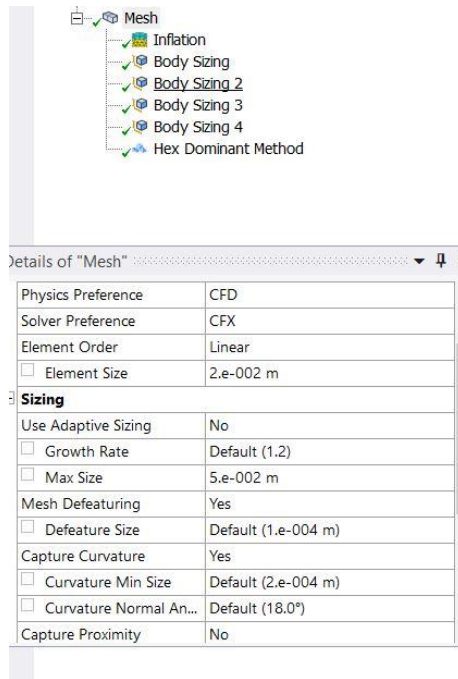 Mesh
Inflation
Body Sizing
Body Sizing 2
Body Sizing 3
Body Sizing 4
Hex Dominant Method
Details of "Mesh"
Physics Preference CFD
Solver Preference CFX
Element Order Linear
Element Size 2.e-002 m
Sizing
Use Adaptive Sizing No
Growth Rate Default (1.2)
Max Size 5.e-002 m
Mesh Defeaturing Yes
Defeature Size Default (1.e-004 m)
Capture Curvature Yes
Curvature Min Size Default (2.e-004 m)
Curvature Normal An... Default (18.0°)
Capture Proximity No